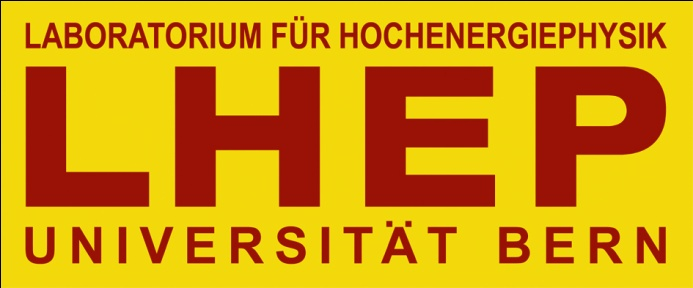 LABORATORIUM FÜR HOCHENERGIEPHYSIK
LHEP
UNIVERSITÄT BERN